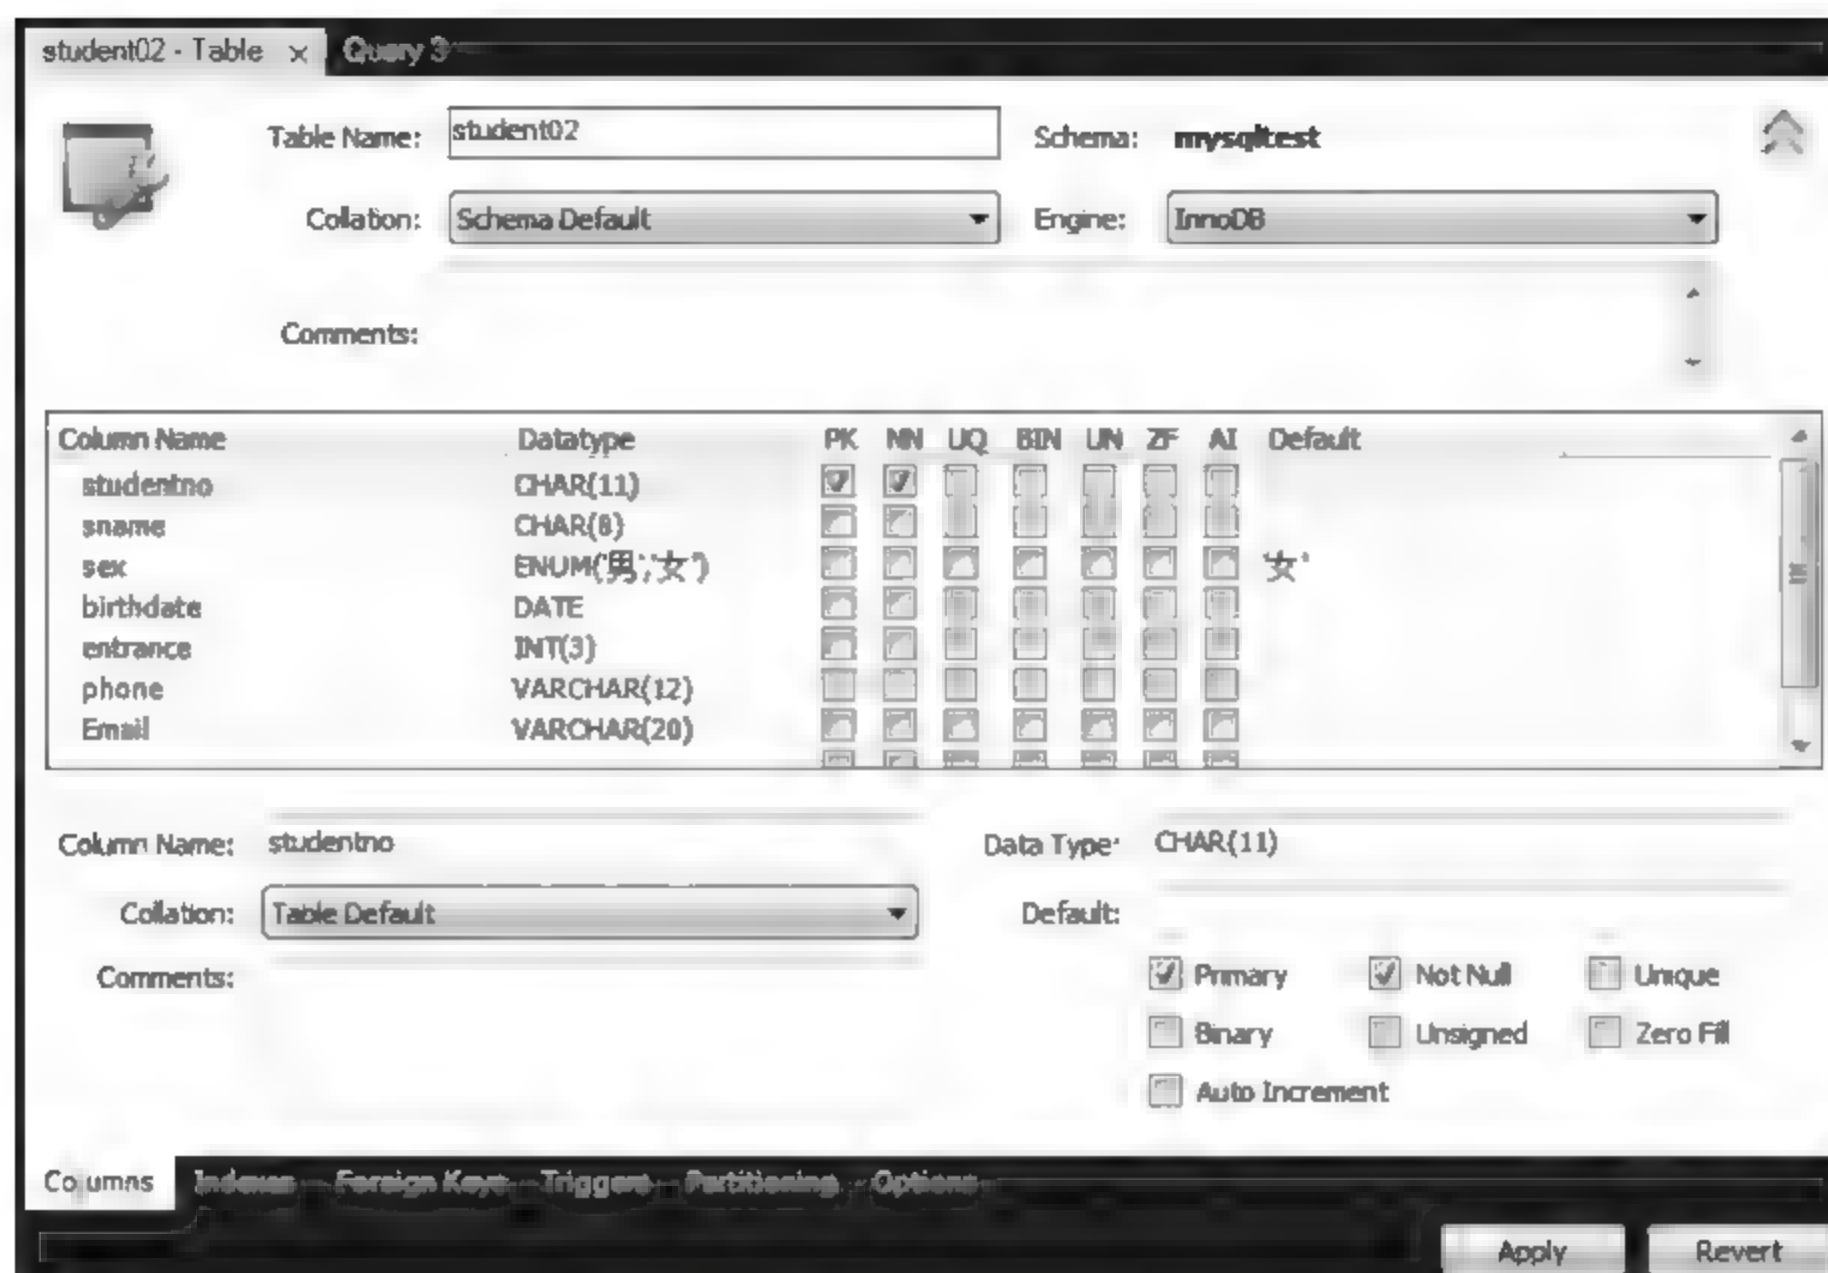 student02 - Table × Query 3
Table Name: student02 Schema: mysqltest
Collation: Schema Default Engine: InnoDB
Comments:
Column Name Datatype PK NN UQ BIN UN ZF AI Default
studentno CHAR(11)
sname CHAR(8)
sex ENUM('男','女') '女'
birthdate DATE
entrance INT(3)
phone VARCHAR(12)
Email VARCHAR(20)
Column Name: studentno Data Type: CHAR(11)
Collation: Table Default Default:
Comments: Primary Not Null Unique
Binary Unsigned Zero Fill
Auto Increment
Columns Indexes Foreign Keys Triggers Partitioning Options
Apply Revert